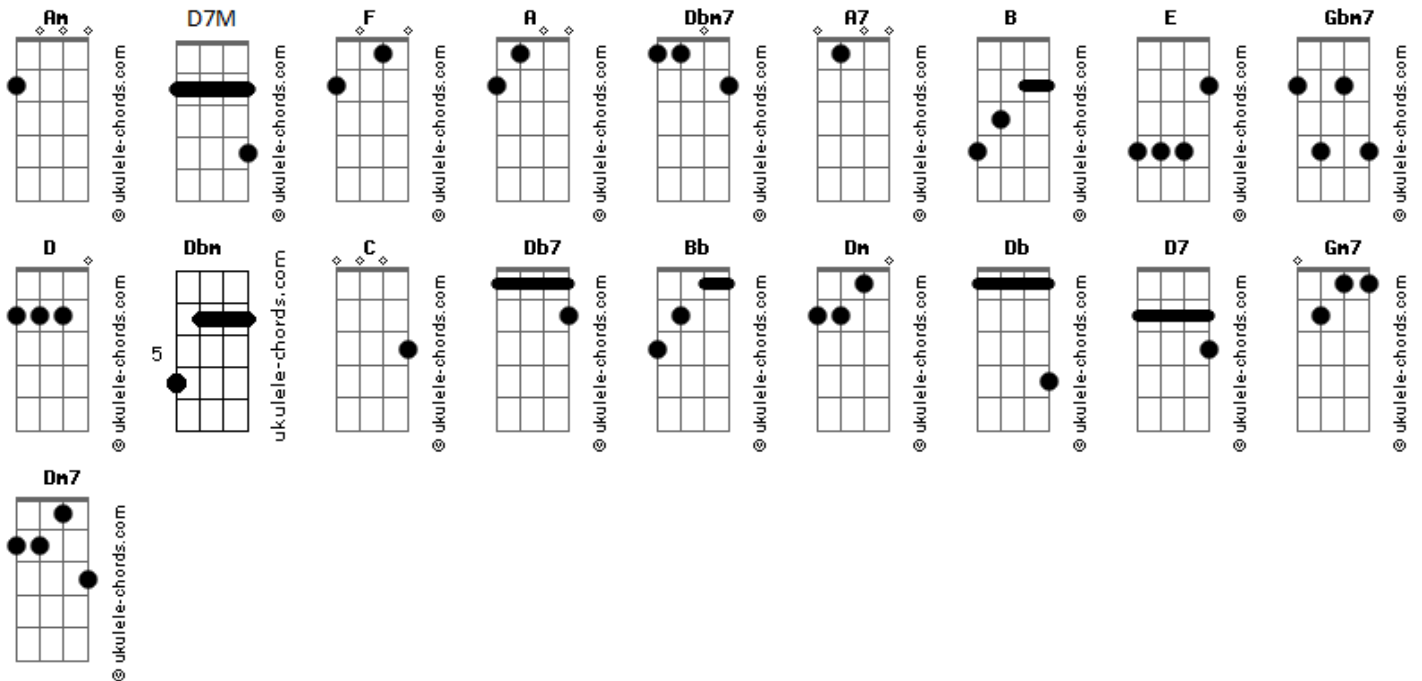 Am D7M F A Dbm7 A7 B E Gbm7
© ukulele-chords.com © ukulele-chords.com © ukulele-chords.com © ukulele-chords.com © ukulele-chords.com © ukulele-chords.com © ukulele-chords.com © ukulele-chords.com © ukulele-chords.com
D Dbm C Db7 Bb Dm Db D7 Gm7
5
© ukulele-chords.com ukulele-chords.com © ukulele-chords.com © ukulele-chords.com © ukulele-chords.com © ukulele-chords.com © ukulele-chords.com © ukulele-chords.com © ukulele-chords.com
Dm7
© ukulele-chords.com